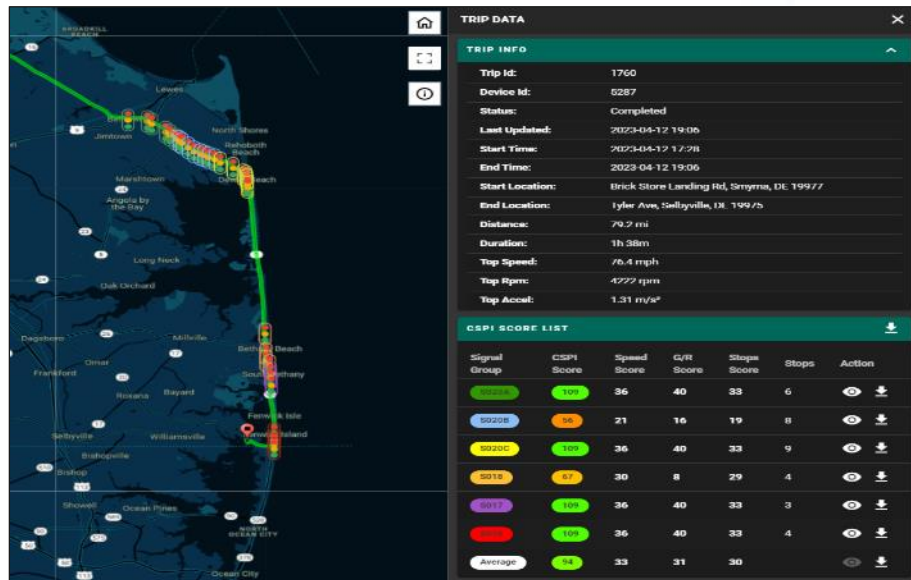 BROADKILL
BEACH
TRIP DATA
TRIP INFO
Trip Id: 1760
Device Id: 5287
Status: Completed
Last Updated: 2023-04-12 19:06
Start Time: 2023-04-12 17:28
End Time: 2023-04-12 19:06
Start Location: Brick Store Landing Rd, Smyrna, DE 19977
End Location: Tyler Ave, Selbyville, DE 19975
Distance: 79.2 mi
Duration: 1h 38m
Top Speed: 76.4 mph
Top Rpm: 4222 rpm
Top Accel: 1.31 m/s²
Lewes
Jimtown
North Shores
Rehoboth
Beach
Marshtown
Beach
Angola by
the Bay
Long Neck
Oak Orchard
Dagsboro
Millville
Beach
Omar
South Bethany
Frankford
Roxana
Bayard
Fenwick Isle
Selbyville
Williamsville
Island
Bishopville
Bishop
Showell
Ocean Pines
NORTH
OCEAN CITY
Ocean City
CSPI SCORE LIST
Signal Group CSPI Score Speed Score G/R Score Stops Score Stops Action
109 36 40 33 6
S020B 56 21 16 19 8
S020C 109 36 40 33 9
S018 67 30 8 29 4
S017 109 36 40 33 3
109 36 40 33 4
Average 94 33 31 30